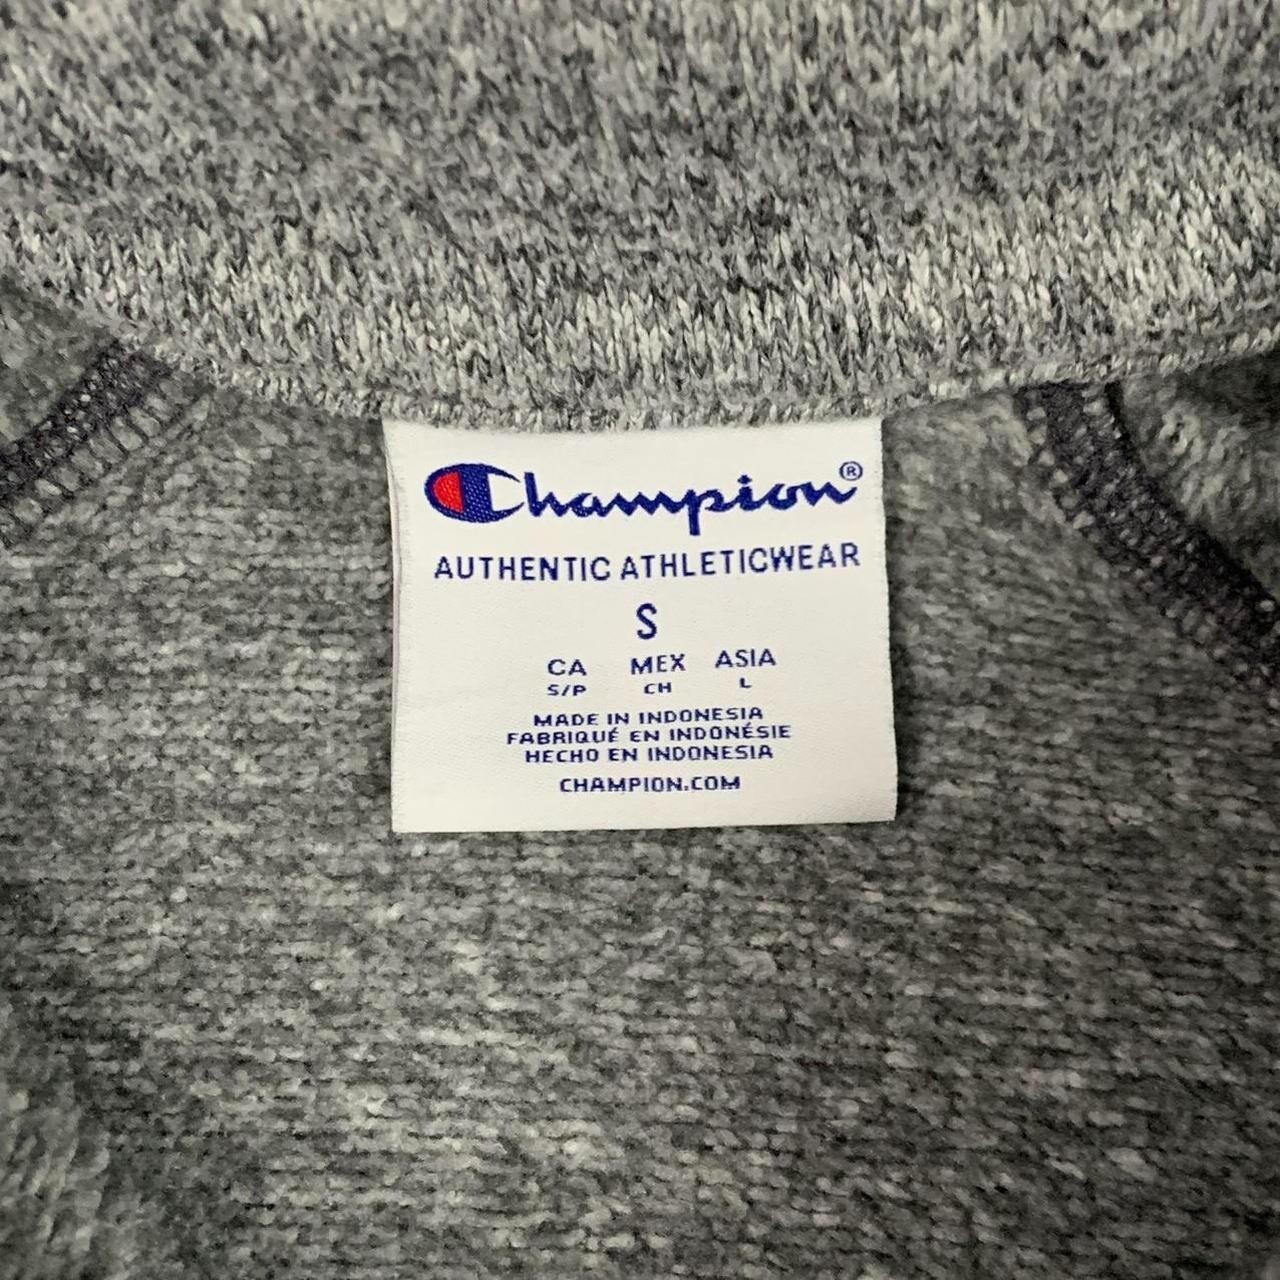 Champion®
AUTHENTIC ATHLETICWEAR
S
CA MEX ASIA
S/P CH L
MADE IN INDONESIA
FABRIQUÉ EN INDONÉSIE
HECHO EN INDONESIA
CHAMPION.COM